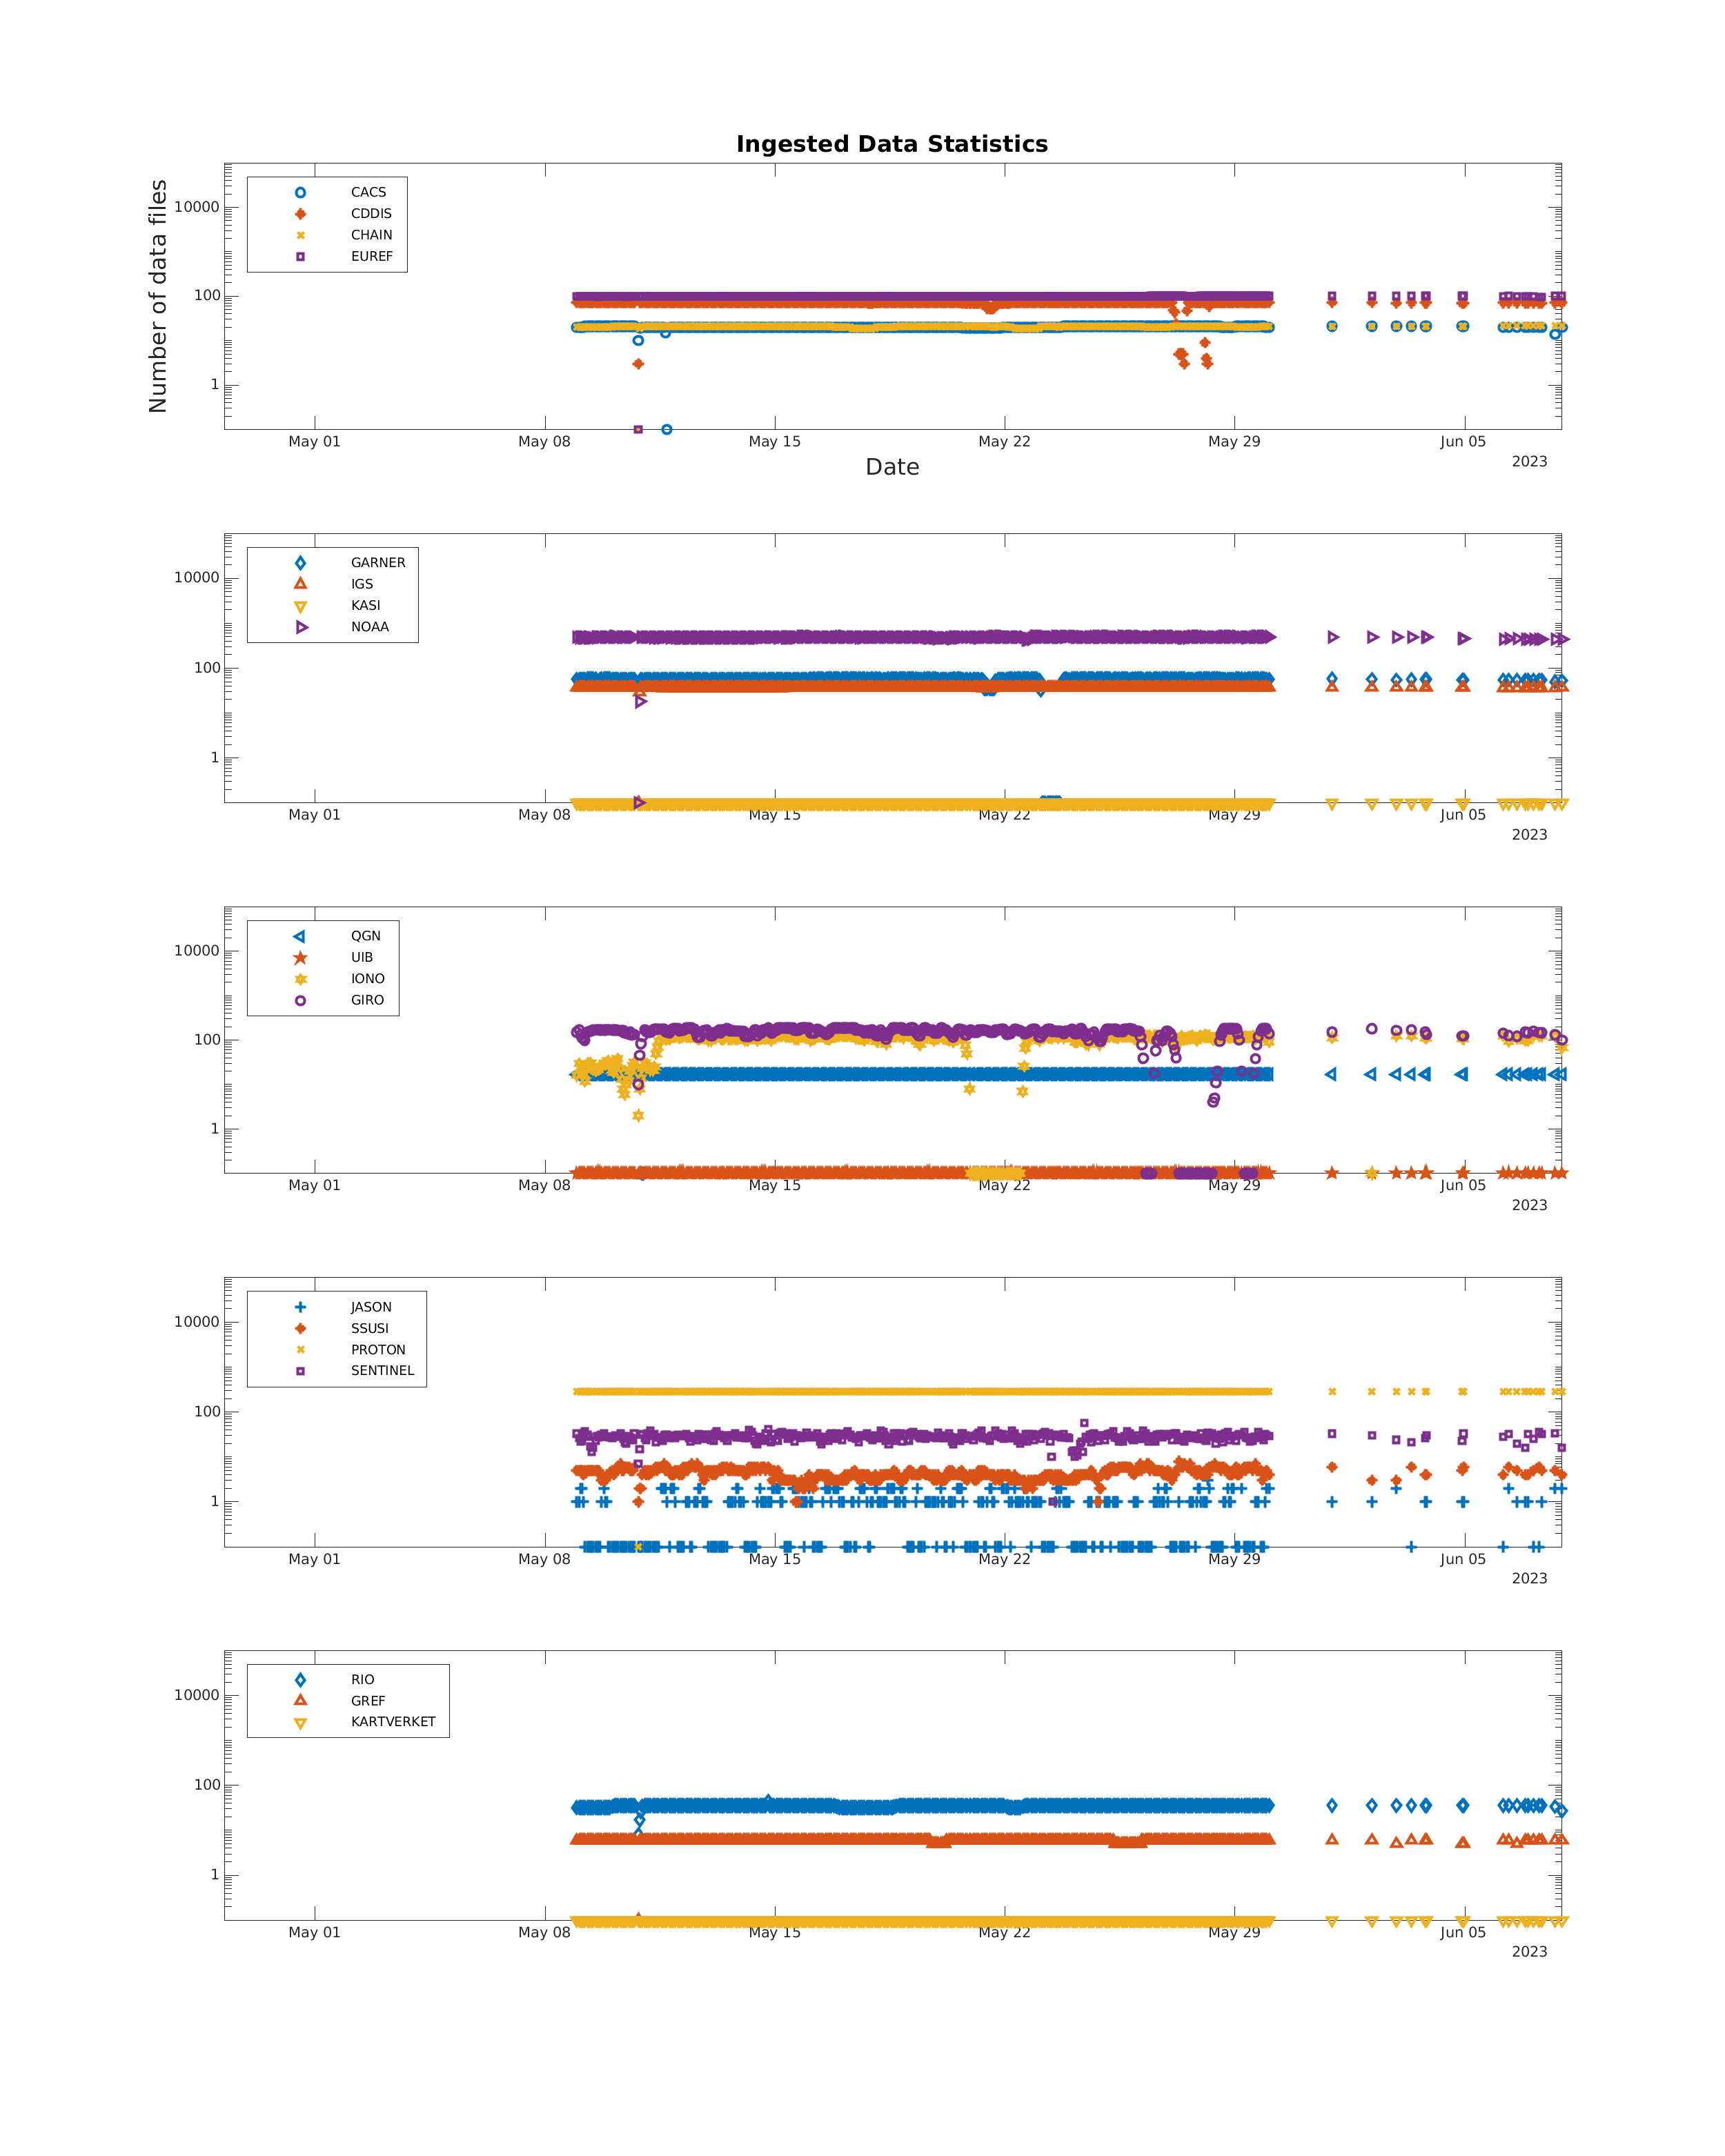 Ingested Data Statistics
Number of data files
10000
100
1
CACS
CDDIS
CHAIN
EUREF
May 01 May 08 May 15 May 22 May 29 Jun 05
2023
Date
10000
100
1
GARNER
IGS
KASI
NOAA
May 01 May 08 May 15 May 22 May 29 Jun 05
2023
10000
100
1
QGN
UIB
IONO
GIRO
May 01 May 08 May 15 May 22 May 29 Jun 05
2023
10000
100
1
JASON
SSUSI
PROTON
SENTINEL
May 01 May 08 May 15 May 22 May 29 Jun 05
2023
10000
100
1
RIO
GREF
KARTVERKET
May 01 May 08 May 15 May 22 May 29 Jun 05
2023